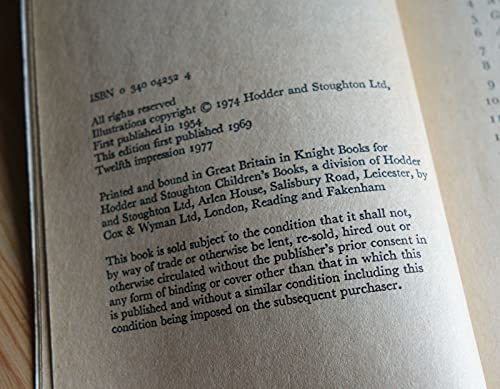 ISBN 0 340 04252 4
All rights reserved
Illustrations copyright © 1974 Hodder and Stoughton Ltd,
First published in 1954
This edition first published 1969
Twelfth impression 1977
Printed and bound in Great Britain in Knight Books for
Hodder and Stoughton Children's Books, a division of Hodder
and Stoughton Ltd, Arlen House, Salisbury Road, Leicester, by
Cox & Wyman Ltd, London, Reading and Fakenham
This book is sold subject to the condition that it shall not,
by way of trade or otherwise be lent, re-sold, hired out or
otherwise circulated without the publisher's prior consent in
any form of binding or cover other than that in which this
is published and without a similar condition including this
condition being imposed on the subsequent purchaser.